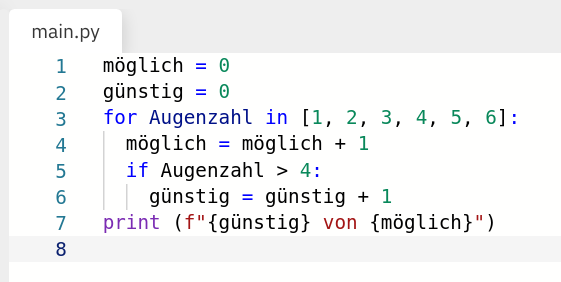 main.py
1 möglich = 0
2 günstig = 0
3 for Augenzahl in [1, 2, 3, 4, 5, 6]:
4   möglich = möglich + 1
5   if Augenzahl > 4:
6     günstig = günstig + 1
7 print (f"{günstig} von {möglich}")
8